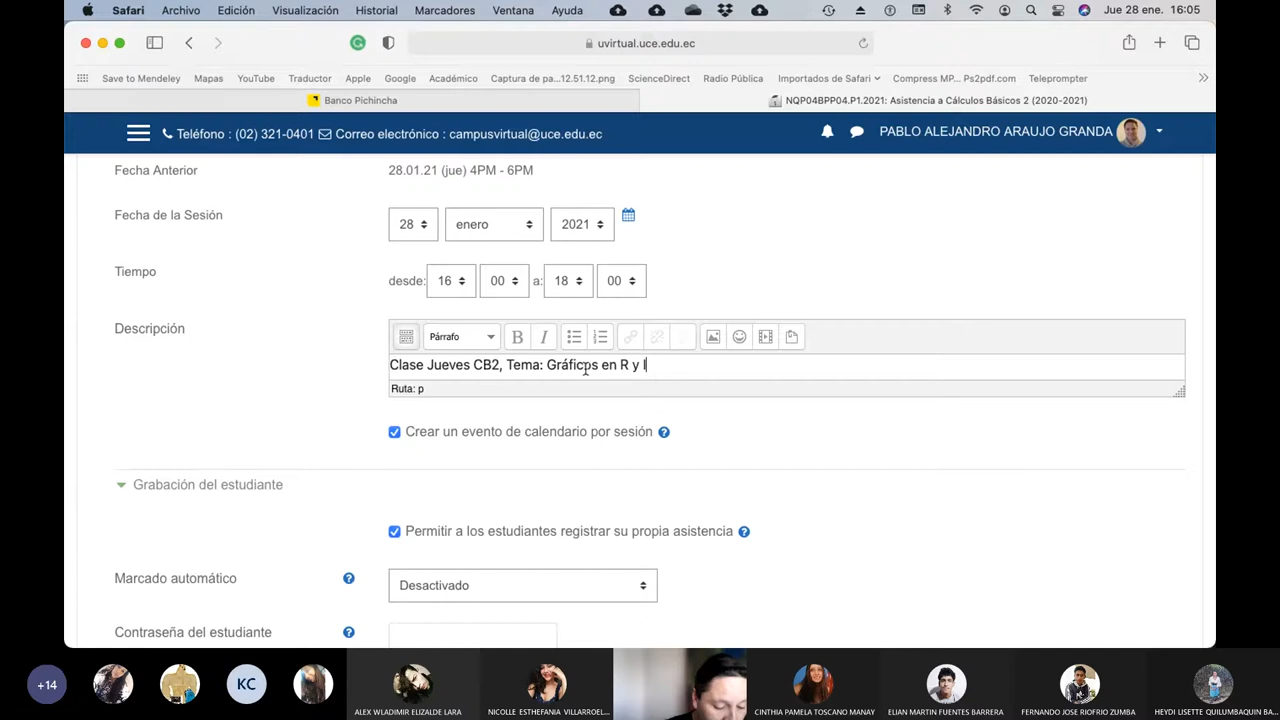 Safari Archivo Edición Visualización Historial Marcadores Ventana Ayuda Jue 28 ene. 16:05
uvirtual.uce.edu.ec
Save to Mendeley Mapas YouTube Traductor Apple Google Académico Captura de pa...12.51.12.png ScienceDirect Radio Pública Importados de Safari Compress MP... Ps2pdf.com Teleprompter
Banco Pichincha NQP04BPP04.P1.2021: Asistencia a Cálculos Básicos 2 (2020-2021)
Teléfono : (02) 321-0401 Correo electrónico : campusvirtual@uce.edu.ec PABLO ALEJANDRO ARAUJO GRANDA
Fecha Anterior 28.01.21 (jue) 4PM - 6PM
Fecha de la Sesión 28 enero 2021
Tiempo desde: 16 00 a: 18 00
Descripción Párrafo B I
Clase Jueves CB2, Tema: Gráficos en R y l
Ruta: p
Crear un evento de calendario por sesión
Grabación del estudiante
Permitir a los estudiantes registrar su propia asistencia
Marcado automático Desactivado
Contraseña del estudiante
+14 KC ALEX WLADIMIR ELIZALDE LARA NICOLLE ESTHEFANIA VILLARROEL... CINTHIA PAMELA TOSCANO MANAY ELIAN MARTIN FUENTES BARRERA FERNANDO JOSE RIOFRIO ZUMBA HEYDI LISETTE QUILUMBAQUIN BA...